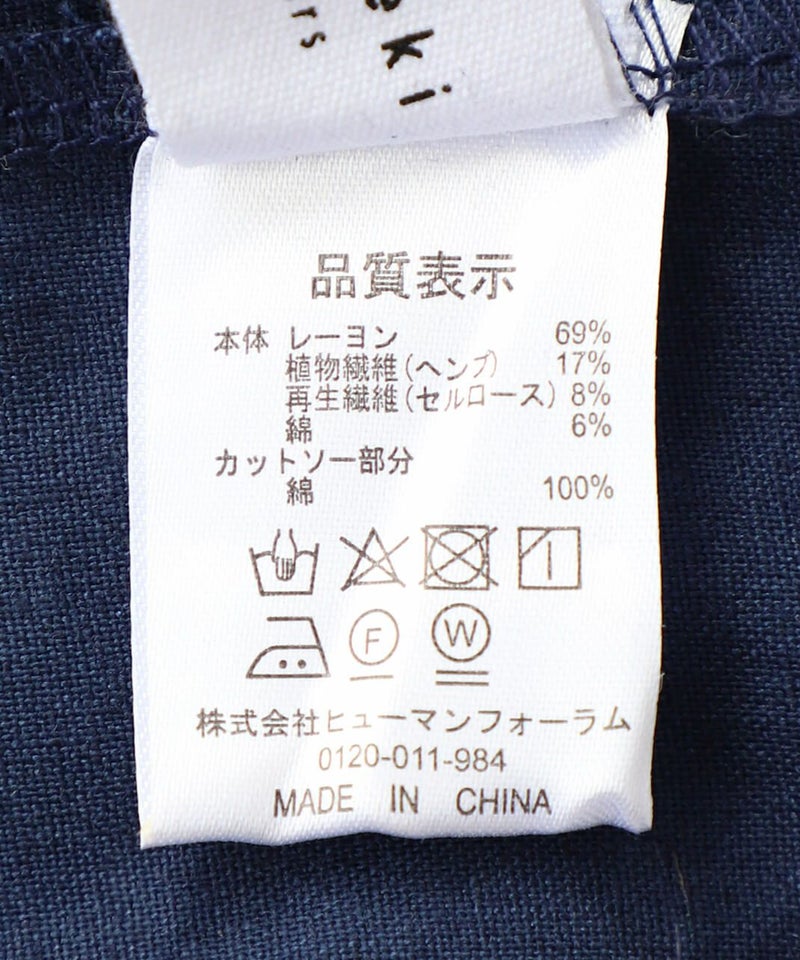 eki
rs
品質表示
本体 レーヨン 69%
植物繊維(ヘンプ) 17%
再生繊維(セルロース) 8%
綿 6%
カットソー部分
綿 100%
F W
株式会社ヒューマンフォーラム
0120-011-984
MADE IN CHINA